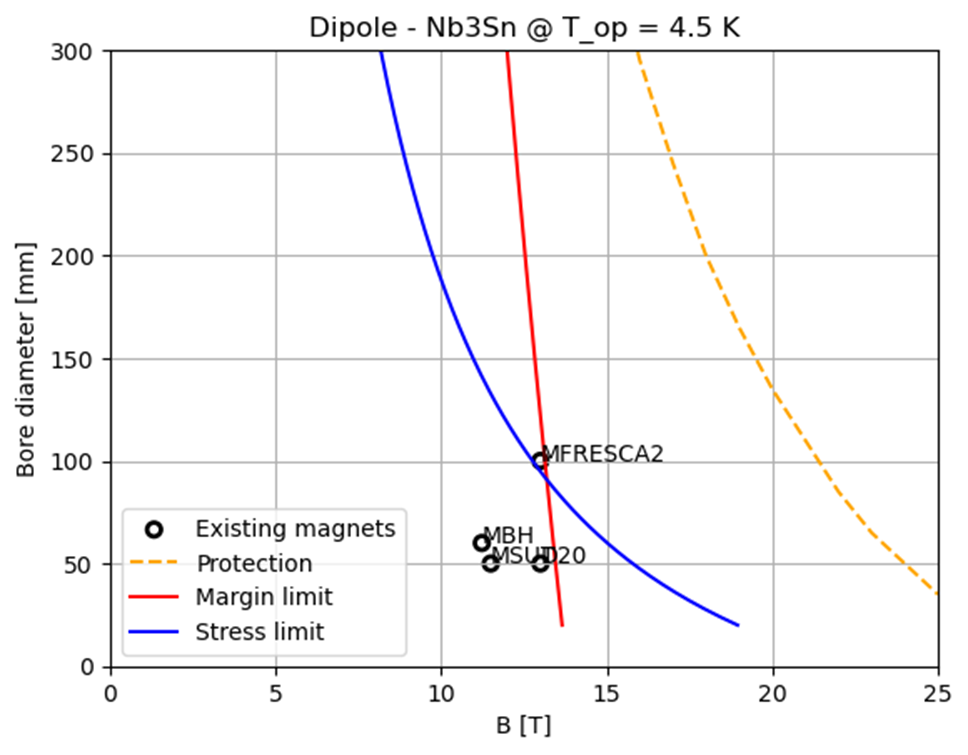 Dipole - Nb3Sn @ T_op = 4.5 K
300
250
200
150
100
50
0
Bore diameter [mm]
MFRESCA2
MBH
MSUT
D20
Existing magnets
Protection
Margin limit
Stress limit
0 5 10 15 20 25
B [T]